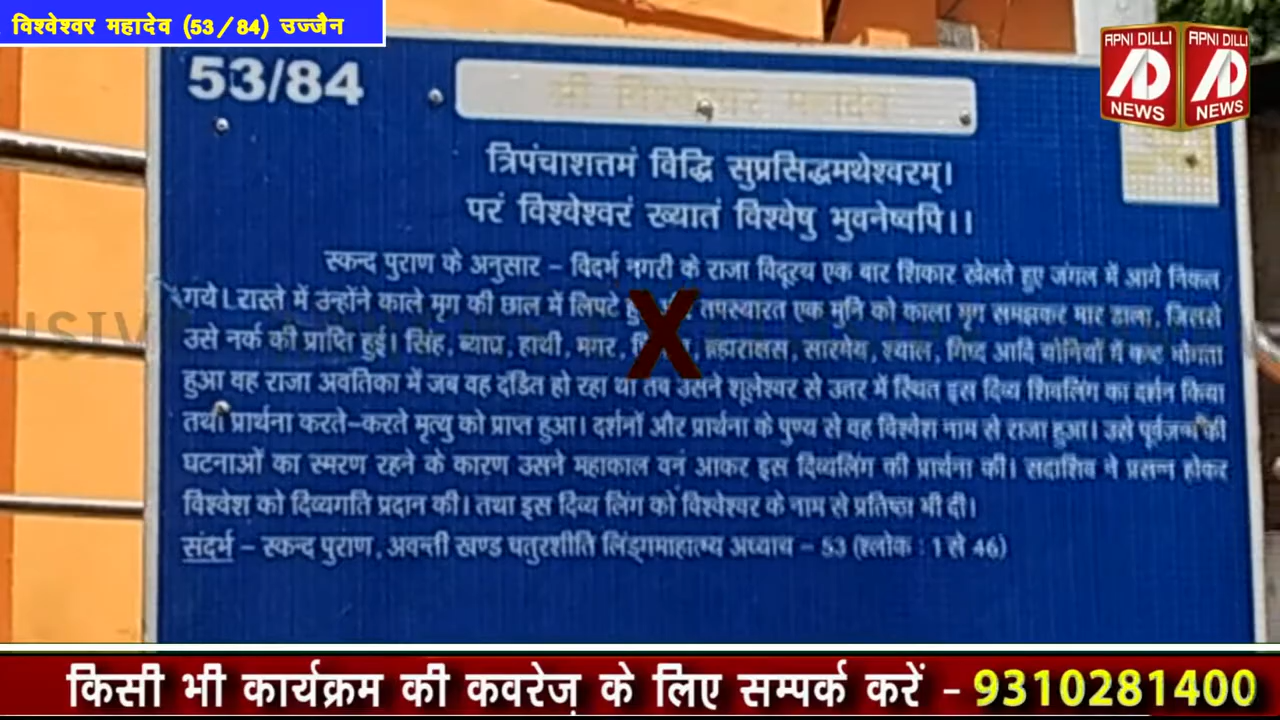 विश्वेश्वर महादेव (53/84) उज्जैन
APNI DILLI APNI DILLI
AD AD
NEWS NEWS
53/84
त्रिपंचाशत्तमं विद्धि सुप्रसिद्धमथेश्वरम्।
परं विश्वेश्वरं ख्यातं विश्वेषु भुवनेष्वपि।।
स्कन्द पुराण के अनुसार – विदर्भ नगरी के राजा विदूरथ एक बार शिकार खेलते हुए जंगल में आगे निकल
गये। रास्ते में उन्होंने काले मृग की छाल में लिपटे तपस्यारत एक मुनि को काला मृग समझकर मार डाला, जिससे
उसे नर्क की प्राप्ति हुई। सिंह, व्याघ्र, हाथी, मगर, ब्रह्मराक्षस, सारमेय, श्याल, गिध्द आदि योनियों में कष्ट भोगता
हुआ वह राजा अवंतिका में जब वह दंडित हो रहा था तब उसने शूलेश्वर से उत्तर में स्थित इस दिव्य शिवलिंग का दर्शन किया
तथा प्रार्थना करते-करते मृत्यु को प्राप्त हुआ। दर्शनों और प्रार्थना के पुण्य से वह विश्वेश नाम से राजा हुआ। उसे पूर्वजन्म की
घटनाओं का स्मरण रहने के कारण उसने महाकाल वन आकर इस दिव्यलिंग की प्रार्थना की। सदाशिव ने प्रसन्न होकर
विश्वेश को दिव्यगति प्रदान की। तथा इस दिव्य लिंग को विश्वेश्वर के नाम से प्रतिष्ठा भी दी।
संदर्भ – स्कन्द पुराण, अवन्ती खण्ड चतुरशीति लिंड्गमाहात्म्य अध्याय – 53 (श्लोक : 1 से 46)
X
किसी भी कार्यक्रम की कवरेज़ के लिए सम्पर्क करें - 9310281400